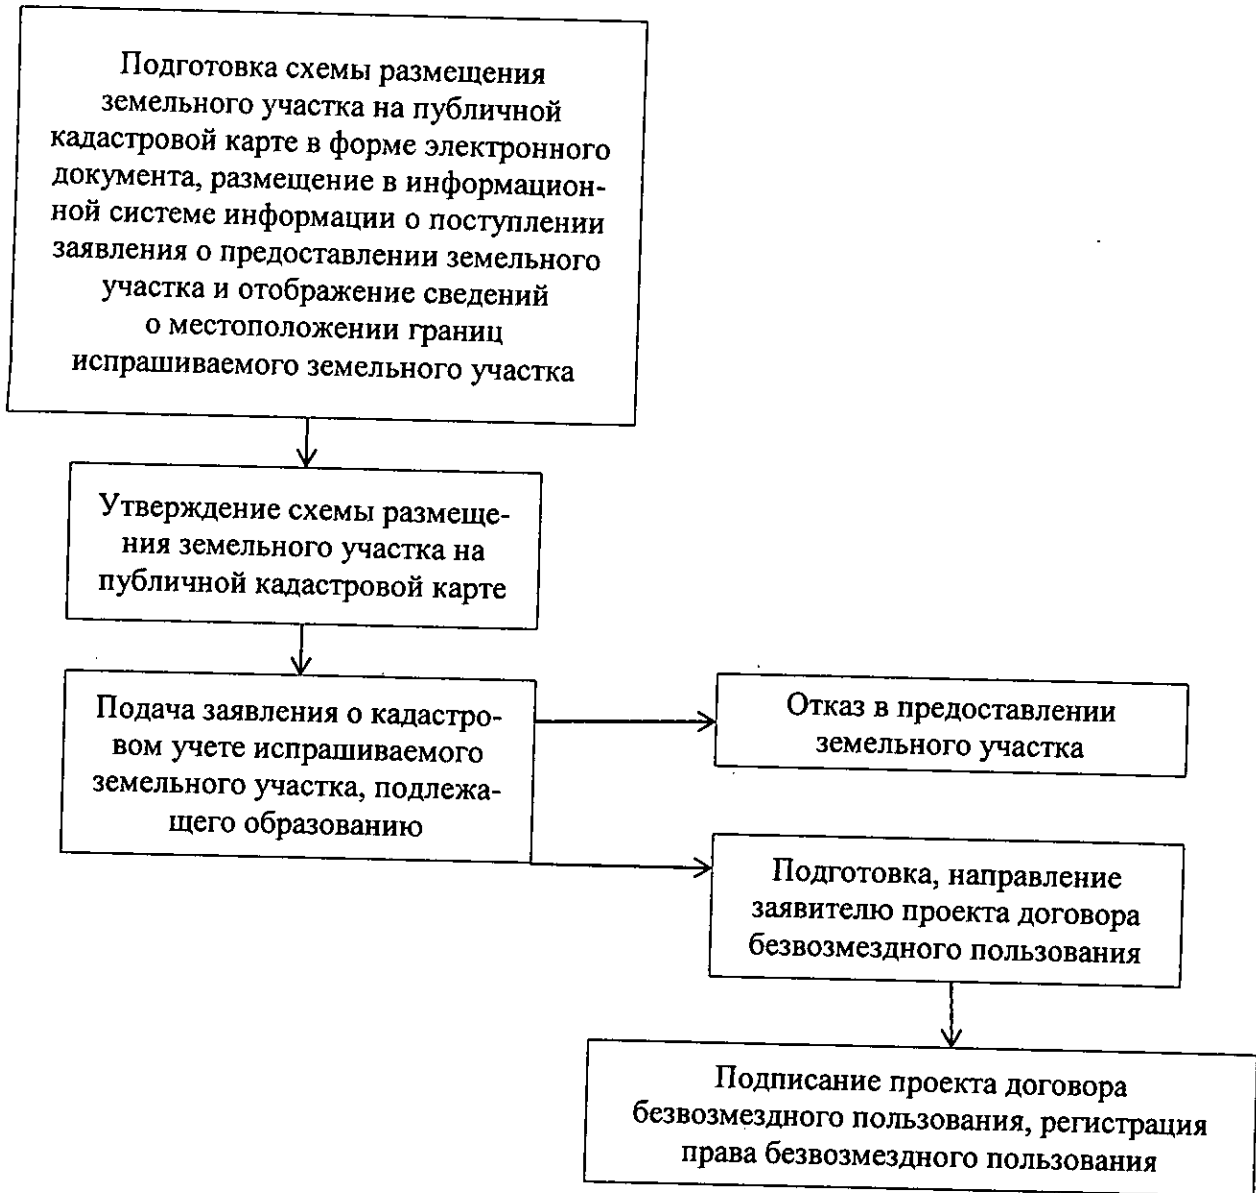 Подготовка схемы размещения
земельного участка на публичной
кадастровой карте в форме электронного
документа, размещение в информацион-
ной системе информации о поступлении
заявления о предоставлении земельного
участка и отображение сведений
о местоположении границ
испрашиваемого земельного участка
Утверждение схемы размеще-
ния земельного участка на
публичной кадастровой карте
Подача заявления о кадастро-
вом учете испрашиваемого
земельного участка, подлежа-
щего образованию
Отказ в предоставлении
земельного участка
Подготовка, направление
заявителю проекта договора
безвозмездного пользования
Подписание проекта договора
безвозмездного пользования, регистрация
права безвозмездного пользования